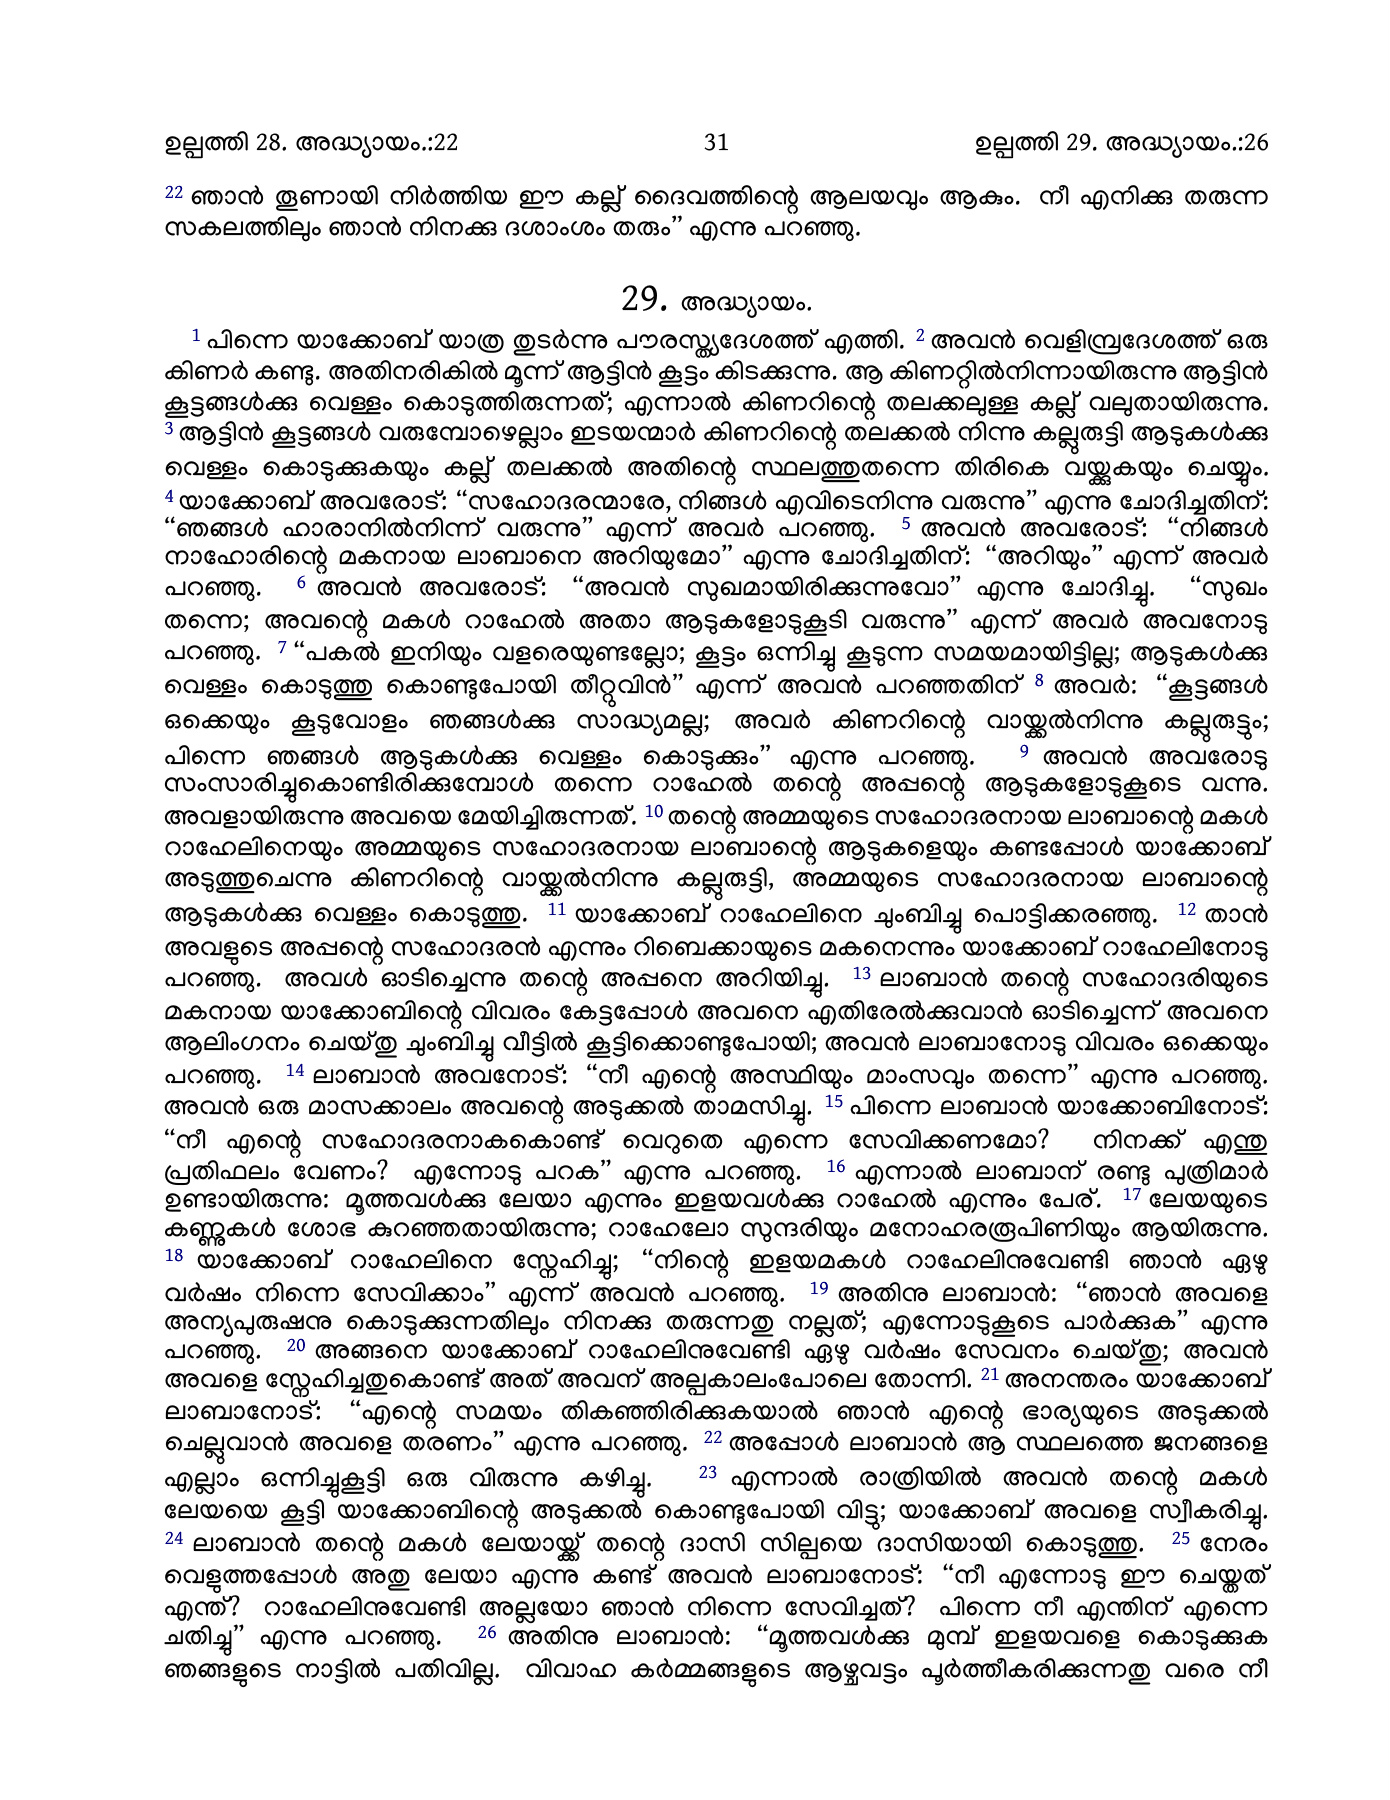 ഉല്പത്തി 28. അദ്ധ്യായം.:22 31 ഉല്പത്തി 29. അദ്ധ്യായം.:26
22 ഞാൻ തൂണായി നിർത്തിയ ഈ കല്ല് ദൈവത്തിന്റെ ആലയവും ആകും. നീ എനിക്കു തരുന്ന
സകലത്തിലും ഞാൻ നിനക്കു ദശാംശം തരും” എന്നു പറഞ്ഞു.
29. അദ്ധ്യായം.
1 പിന്നെ യാക്കോബ് യാത്ര തുടർന്നു പൗരസ്ത്യദേശത്ത് എത്തി. 2 അവൻ വെളിമ്പ്രദേശത്ത് ഒരു
കിണർ കണ്ടു. അതിനരികിൽ മൂന്ന് ആട്ടിൻ കൂട്ടം കിടക്കുന്നു. ആ കിണറ്റിൽനിന്നായിരുന്നു ആട്ടിൻ
കൂട്ടങ്ങൾക്കു വെള്ളം കൊടുത്തിരുന്നത്; എന്നാൽ കിണറിന്റെ തലക്കലുള്ള കല്ല് വലുതായിരുന്നു.
3 ആട്ടിൻ കൂട്ടങ്ങൾ വരുമ്പോഴെല്ലാം ഇടയന്മാർ കിണറിന്റെ തലക്കൽ നിന്നു കല്ലുരുട്ടി ആടുകൾക്കു
വെള്ളം കൊടുക്കുകയും കല്ല് തലക്കൽ അതിന്റെ സ്ഥലത്തുതന്നെ തിരികെ വയ്ക്കുകയും ചെയ്യും.
4 യാക്കോബ് അവരോട്: “സഹോദരന്മാരേ, നിങ്ങൾ എവിടെനിന്നു വരുന്നു” എന്നു ചോദിച്ചതിന്:
“ഞങ്ങൾ ഹാരാനിൽനിന്ന് വരുന്നു” എന്ന് അവർ പറഞ്ഞു. 5 അവൻ അവരോട്: “നിങ്ങൾ
നാഹോരിന്റെ മകനായ ലാബാനെ അറിയുമോ” എന്നു ചോദിച്ചതിന്: “അറിയും” എന്ന് അവർ
പറഞ്ഞു. 6 അവൻ അവരോട്: “അവൻ സുഖമായിരിക്കുന്നുവോ” എന്നു ചോദിച്ചു. “സുഖം
തന്നെ; അവന്റെ മകൾ റാഹേൽ അതാ ആടുകളോടുകൂടി വരുന്നു” എന്ന് അവർ അവനോടു
പറഞ്ഞു. 7 “പകൽ ഇനിയും വളരെയുണ്ടല്ലോ; കൂട്ടം ഒന്നിച്ചു കൂടുന്ന സമയമായിട്ടില്ല; ആടുകൾക്കു
വെള്ളം കൊടുത്തു കൊണ്ടുപോയി തീറ്റുവിൻ” എന്ന് അവൻ പറഞ്ഞതിന് 8 അവർ: “കൂട്ടങ്ങൾ
ഒക്കെയും കൂടുവോളം ഞങ്ങൾക്കു സാദ്ധ്യമല്ല; അവർ കിണറിന്റെ വായ്ക്കൽനിന്നു കല്ലുരുട്ടും;
പിന്നെ ഞങ്ങൾ ആടുകൾക്കു വെള്ളം കൊടുക്കും” എന്നു പറഞ്ഞു. 9 അവൻ അവരോടു
സംസാരിച്ചുകൊണ്ടിരിക്കുമ്പോൾ തന്നെ റാഹേൽ തന്റെ അപ്പന്റെ ആടുകളോടുകൂടെ വന്നു.
അവളായിരുന്നു അവയെ മേയിച്ചിരുന്നത്. 10 തന്റെ അമ്മയുടെ സഹോദരനായ ലാബാന്റെ മകൾ
റാഹേലിനെയും അമ്മയുടെ സഹോദരനായ ലാബാന്റെ ആടുകളെയും കണ്ടപ്പോൾ യാക്കോബ്
അടുത്തുചെന്നു കിണറിന്റെ വായ്ക്കൽനിന്നു കല്ലുരുട്ടി, അമ്മയുടെ സഹോദരനായ ലാബാന്റെ
ആടുകൾക്കു വെള്ളം കൊടുത്തു. 11 യാക്കോബ് റാഹേലിനെ ചുംബിച്ചു പൊട്ടിക്കരഞ്ഞു. 12 താൻ
അവളുടെ അപ്പന്റെ സഹോദരൻ എന്നും റിബെക്കായുടെ മകനെന്നും യാക്കോബ് റാഹേലിനോടു
പറഞ്ഞു. അവൾ ഓടിച്ചെന്നു തന്റെ അപ്പനെ അറിയിച്ചു. 13 ലാബാൻ തന്റെ സഹോദരിയുടെ
മകനായ യാക്കോബിന്റെ വിവരം കേട്ടപ്പോൾ അവനെ എതിരേൽക്കുവാൻ ഓടിച്ചെന്ന് അവനെ
ആലിംഗനം ചെയ്തു ചുംബിച്ചു വീട്ടിൽ കൂട്ടിക്കൊണ്ടുപോയി; അവൻ ലാബാനോടു വിവരം ഒക്കെയും
പറഞ്ഞു. 14 ലാബാൻ അവനോട്: “നീ എന്റെ അസ്ഥിയും മാംസവും തന്നെ” എന്നു പറഞ്ഞു.
അവൻ ഒരു മാസക്കാലം അവന്റെ അടുക്കൽ താമസിച്ചു. 15 പിന്നെ ലാബാൻ യാക്കോബിനോട്:
“നീ എന്റെ സഹോദരനാകകൊണ്ട് വെറുതെ എന്നെ സേവിക്കണമോ? നിനക്ക് എന്തു
പ്രതിഫലം വേണം? എന്നോടു പറക” എന്നു പറഞ്ഞു. 16 എന്നാൽ ലാബാന് രണ്ടു പുത്രിമാർ
ഉണ്ടായിരുന്നു: മൂത്തവൾക്കു ലേയാ എന്നും ഇളയവൾക്കു റാഹേൽ എന്നും പേര്. 17 ലേയയുടെ
കണ്ണുകൾ ശോഭ കുറഞ്ഞതായിരുന്നു; റാഹേലോ സുന്ദരിയും മനോഹരരൂപിണിയും ആയിരുന്നു.
18 യാക്കോബ് റാഹേലിനെ സ്നേഹിച്ചു; “നിന്റെ ഇളയമകൾ റാഹേലിനുവേണ്ടി ഞാൻ ഏഴു
വർഷം നിന്നെ സേവിക്കാം” എന്ന് അവൻ പറഞ്ഞു. 19 അതിനു ലാബാൻ: “ഞാൻ അവളെ
അന്യപുരുഷനു കൊടുക്കുന്നതിലും നിനക്കു തരുന്നതു നല്ലത്; എന്നോടുകൂടെ പാർക്കുക” എന്നു
പറഞ്ഞു. 20 അങ്ങനെ യാക്കോബ് റാഹേലിനുവേണ്ടി ഏഴു വർഷം സേവനം ചെയ്തു; അവൻ
അവളെ സ്നേഹിച്ചതുകൊണ്ട് അത് അവന് അല്പകാലംപോലെ തോന്നി. 21 അനന്തരം യാക്കോബ്
ലാബാനോട്: “എന്റെ സമയം തികഞ്ഞിരിക്കുകയാൽ ഞാൻ എന്റെ ഭാര്യയുടെ അടുക്കൽ
ചെല്ലുവാൻ അവളെ തരണം” എന്നു പറഞ്ഞു. 22 അപ്പോൾ ലാബാൻ ആ സ്ഥലത്തെ ജനങ്ങളെ
എല്ലാം ഒന്നിച്ചുകൂട്ടി ഒരു വിരുന്നു കഴിച്ചു. 23 എന്നാൽ രാത്രിയിൽ അവൻ തന്റെ മകൾ
ലേയയെ കൂട്ടി യാക്കോബിന്റെ അടുക്കൽ കൊണ്ടുപോയി വിട്ടു; യാക്കോബ് അവളെ സ്വീകരിച്ചു.
24 ലാബാൻ തന്റെ മകൾ ലേയായ്ക്ക് തന്റെ ദാസി സില്പയെ ദാസിയായി കൊടുത്തു. 25 നേരം
വെളുത്തപ്പോൾ അതു ലേയാ എന്നു കണ്ട് അവൻ ലാബാനോട്: “നീ എന്നോടു ഈ ചെയ്തത്
എന്ത്? റാഹേലിനുവേണ്ടി അല്ലയോ ഞാൻ നിന്നെ സേവിച്ചത്? പിന്നെ നീ എന്തിന് എന്നെ
ചതിച്ചു” എന്നു പറഞ്ഞു. 26 അതിനു ലാബാൻ: “മൂത്തവൾക്കു മുമ്പ് ഇളയവളെ കൊടുക്കുക
ഞങ്ങളുടെ നാട്ടിൽ പതിവില്ല. വിവാഹ കർമ്മങ്ങളുടെ ആഴ്ചവട്ടം പൂർത്തീകരിക്കുന്നതു വരെ നീ